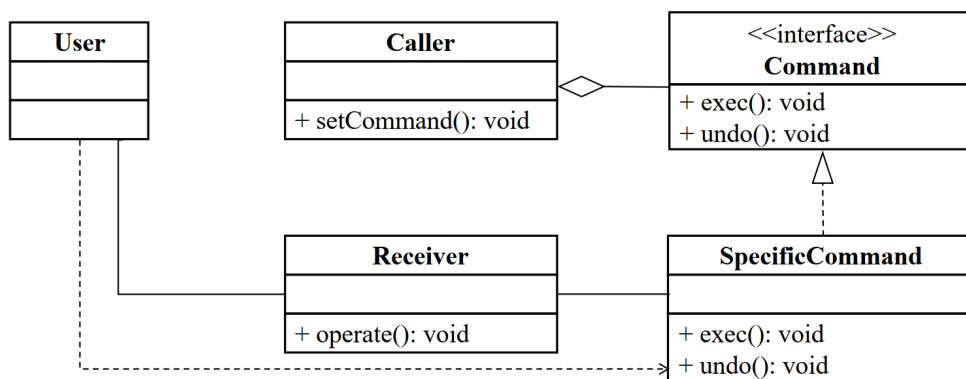 User
Caller
+ setCommand(): void
<<interface>>
Command
+ exec(): void
+ undo(): void
Receiver
+ operate(): void
SpecificCommand
+ exec(): void
+ undo(): void